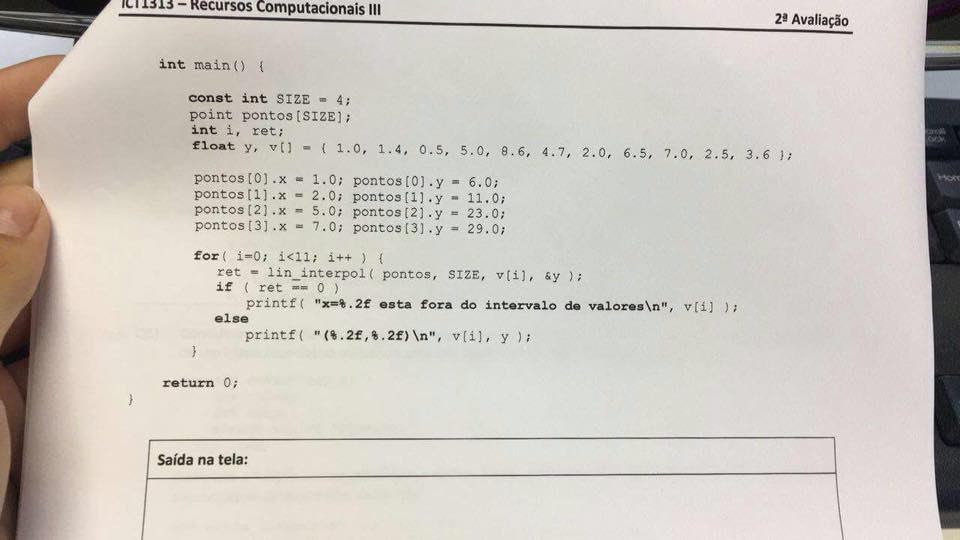 ICT1313 – Recursos Computacionais III
2ª Avaliação
int main() {
const int SIZE = 4;
point pontos[SIZE];
int i, ret;
float y, v[] = { 1.0, 1.4, 0.5, 5.0, 8.6, 4.7, 2.0, 6.5, 7.0, 2.5, 3.6 };
pontos[0].x = 1.0; pontos[0].y = 6.0;
pontos[1].x = 2.0; pontos[1].y = 11.0;
pontos[2].x = 5.0; pontos[2].y = 23.0;
pontos[3].x = 7.0; pontos[3].y = 29.0;
for( i=0; i<11; i++ ) {
ret = lin_interpol( pontos, SIZE, v[i], &y );
if ( ret == 0 )
printf( "x=%.2f esta fora do intervalo de valores\n", v[i] );
else
printf( "(%.2f,%.2f)\n", v[i], y );
}
return 0;
}
Saída na tela: